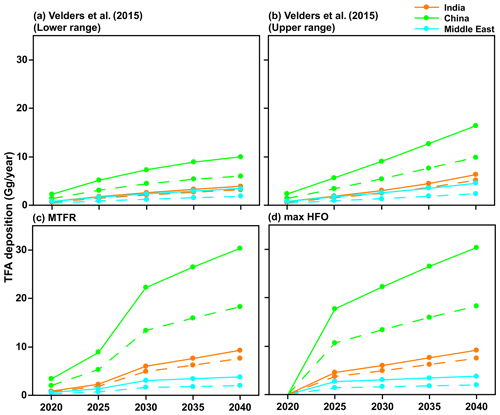 (a) Velders et al. (2015)
(Lower range)
(b) Velders et al. (2015)
(Upper range)
India
China
Middle East
30
20
10
0
TFA deposition (Gg/year)
(c) MTFR
(d) max HFO
30
20
10
0
2020 2025 2030 2035 2040
2020 2025 2030 2035 2040